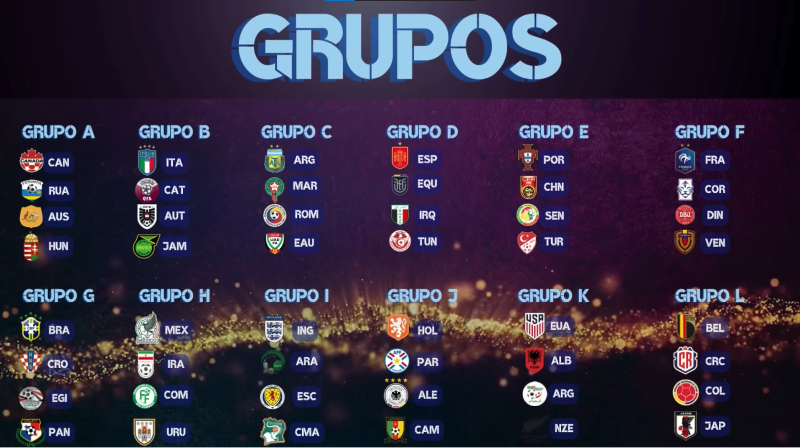 GRUPOS
GRUPO A
CAN
RUA
AUS
HUN
GRUPO B
ITA
CAT
AUT
JAM
GRUPO C
ARG
MAR
ROM
EAU
GRUPO D
ESP
EQU
IRQ
TUN
GRUPO E
POR
CHN
SEN
TUR
GRUPO F
FRA
COR
DIN
VEN
GRUPO G
BRA
CRO
EGI
PAN
GRUPO H
MEX
IRA
COM
URU
GRUPO I
ING
ARA
ESC
CMA
GRUPO J
HOL
PAR
ALE
CAM
GRUPO K
USA
EUA
ALB
ARG
NZE
GRUPO L
BEL
CRC
COL
JAP